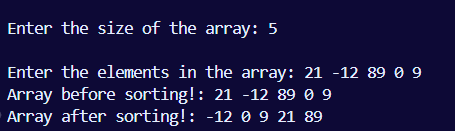 Enter the size of the array: 5
Enter the elements in the array: 21 -12 89 0 9
Array before sorting!: 21 -12 89 0 9
Array after sorting!: -12 0 9 21 89